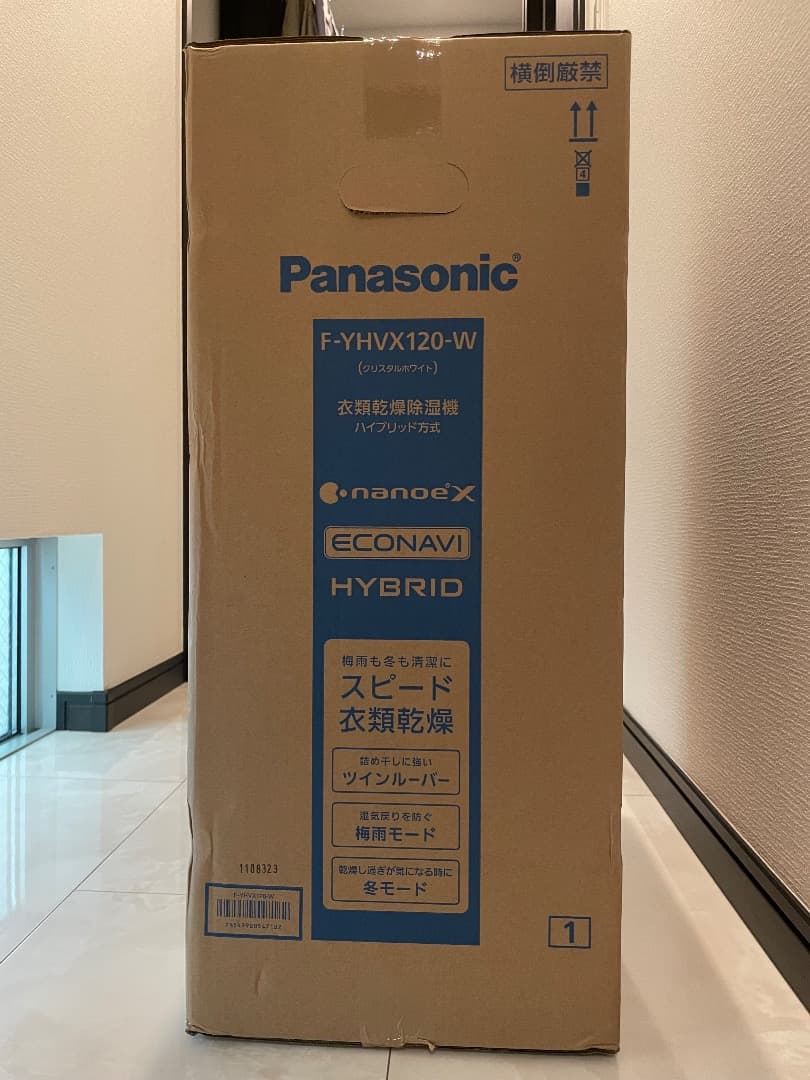 横倒厳禁
4
Panasonic®
F-YHVX120-W
(クリスタルホワイト)
衣類乾燥除湿機
ハイブリッド方式
nanoe™X
ECONAVI
HYBRID
梅雨も冬も清潔に
スピード
衣類乾燥
詰め干しに強い
ツインルーバー
湿気戻りを防ぐ
梅雨モード
乾燥し過ぎが気になる時に
冬モード
1108323
F-YHVX120-W
1